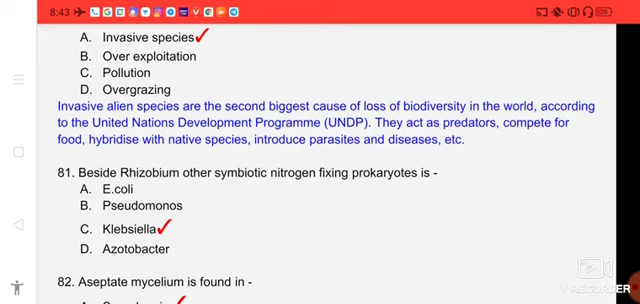 8:43
520
A. Invasive species
B. Over exploitation
C. Pollution
D. Overgrazing
Invasive alien species are the second biggest cause of loss of biodiversity in the world, according
to the United Nations Development Programme (UNDP). They act as predators, compete for
food, hybridise with native species, introduce parasites and diseases, etc.
81. Beside Rhizobium other symbiotic nitrogen fixing prokaryotes is -
A. E.coli
B. Pseudomonos
C. Klebsiella
D. Azotobacter
82. Aseptate mycelium is found in -
A.